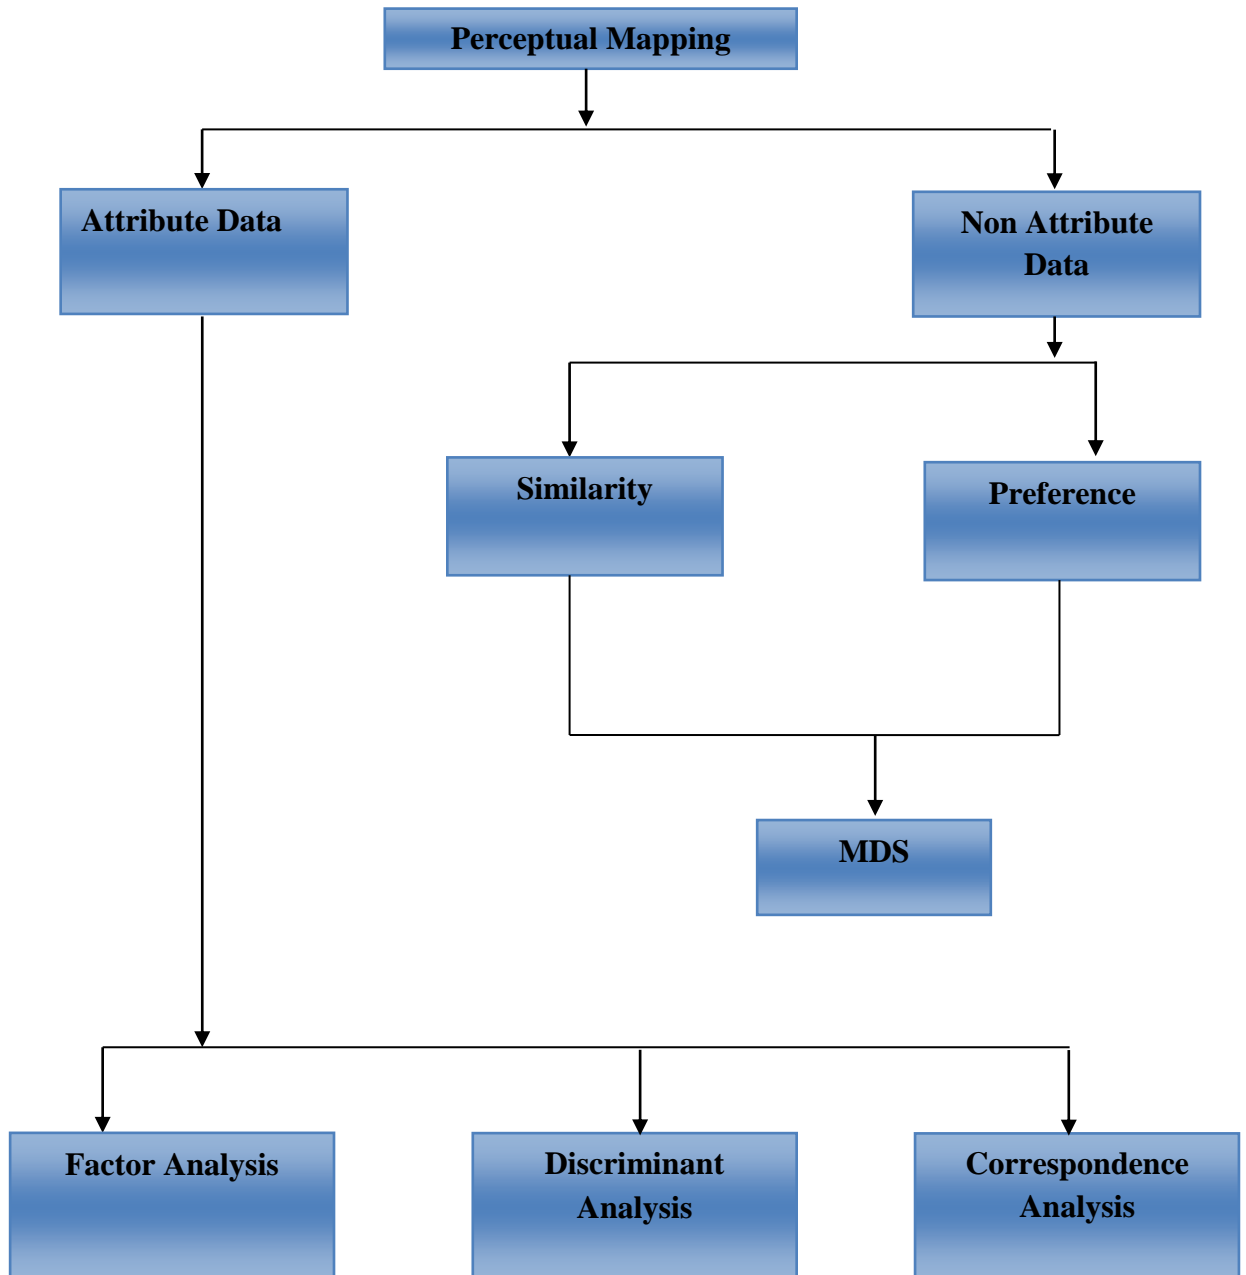 Perceptual Mapping
Attribute Data
Non Attribute
Data
Similarity
Preference
MDS
Factor Analysis
Discriminant
Analysis
Correspondence
Analysis